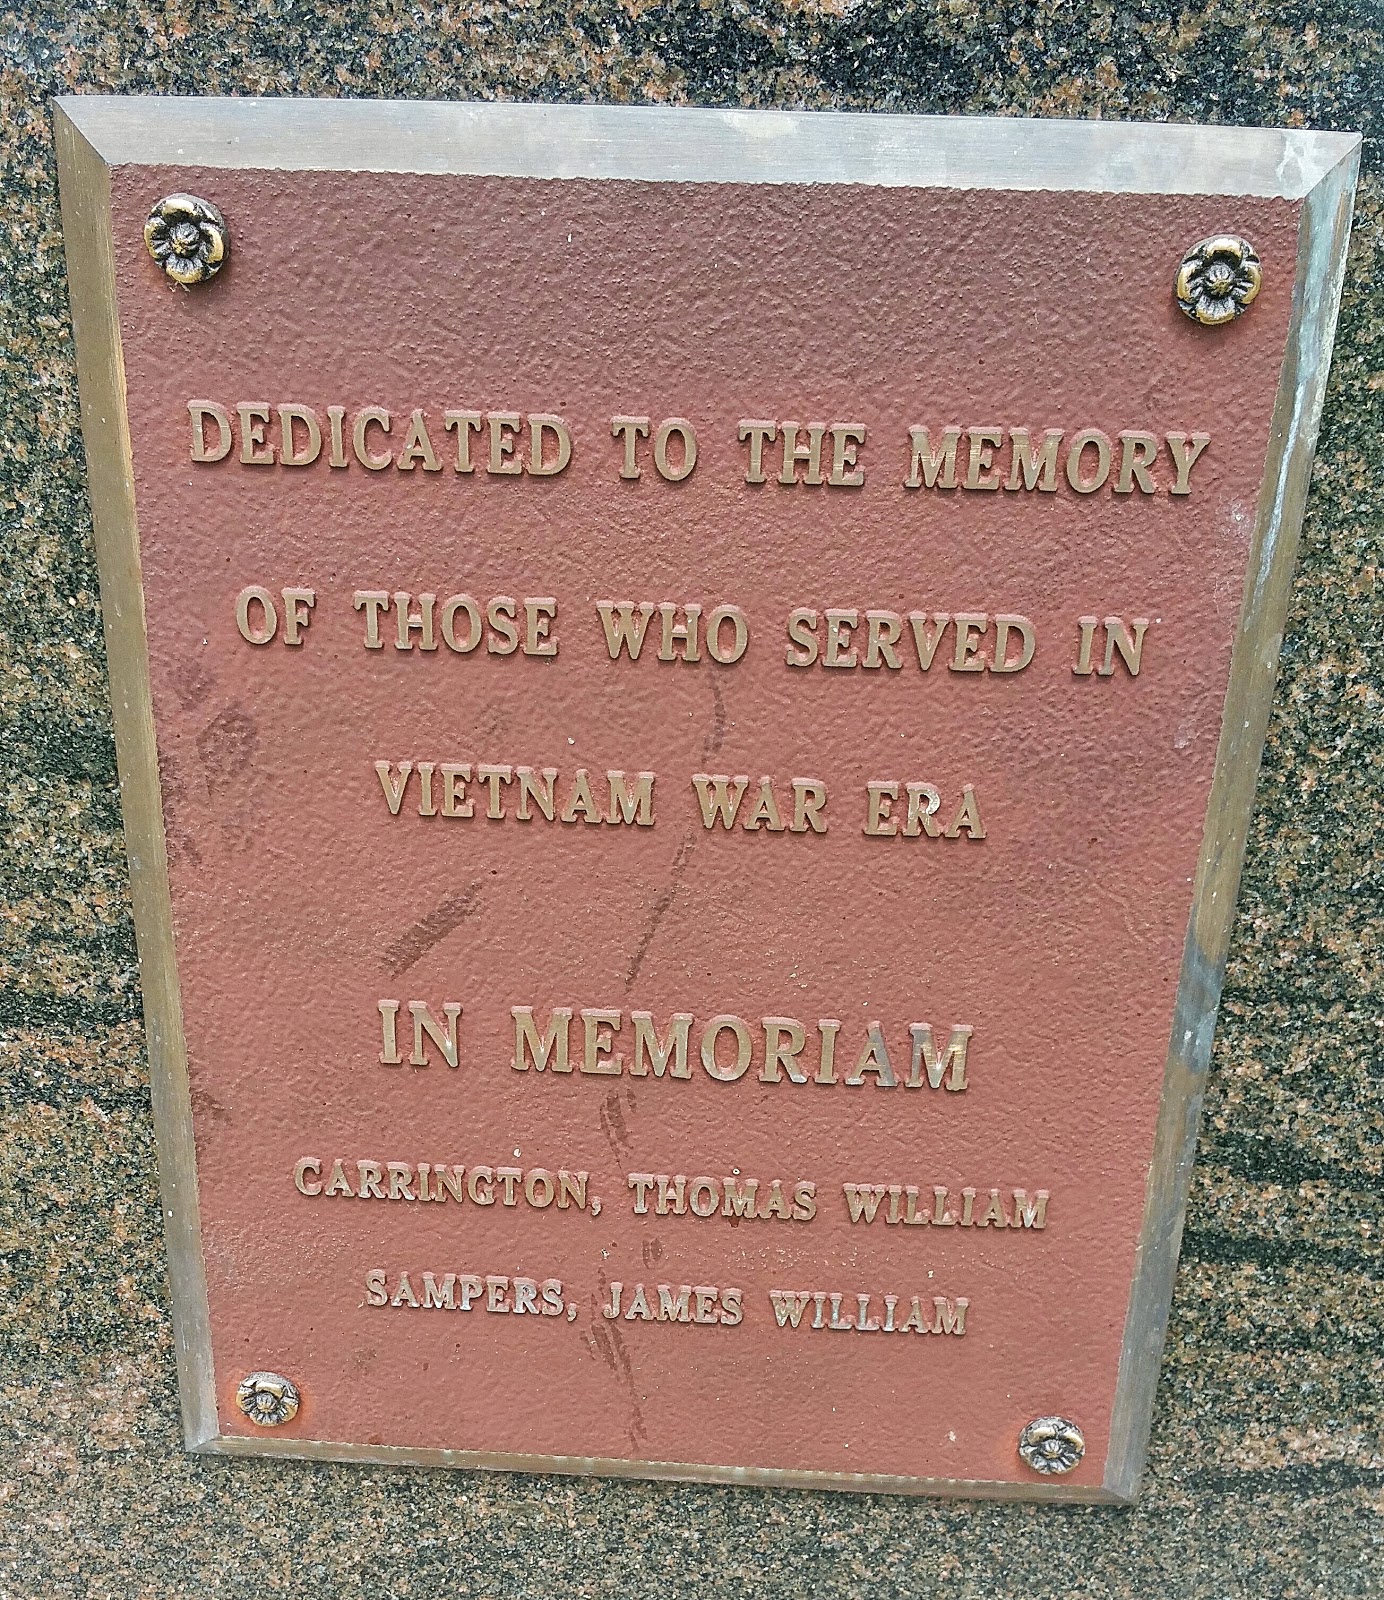 DEDICATED TO THE MEMORY
OF THOSE WHO SERVED IN
VIETNAM WAR ERA
IN MEMORIAM
CARRINGTON, THOMAS WILLIAM
SAMPERS, JAMES WILLIAM